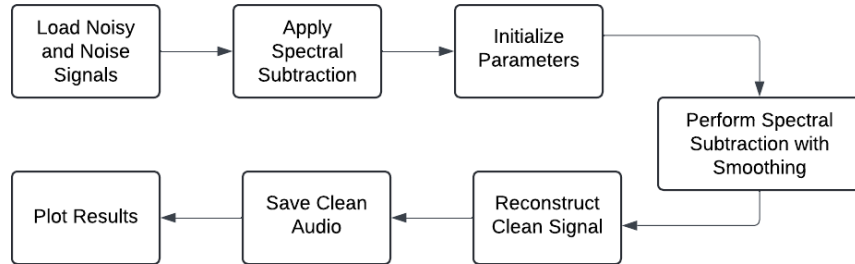 Load Noisy
and Noise
Signals
Apply
Spectral
Subtraction
Initialize
Parameters
Perform Spectral
Subtraction with
Smoothing
Reconstruct
Clean Signal
Save Clean
Audio
Plot Results